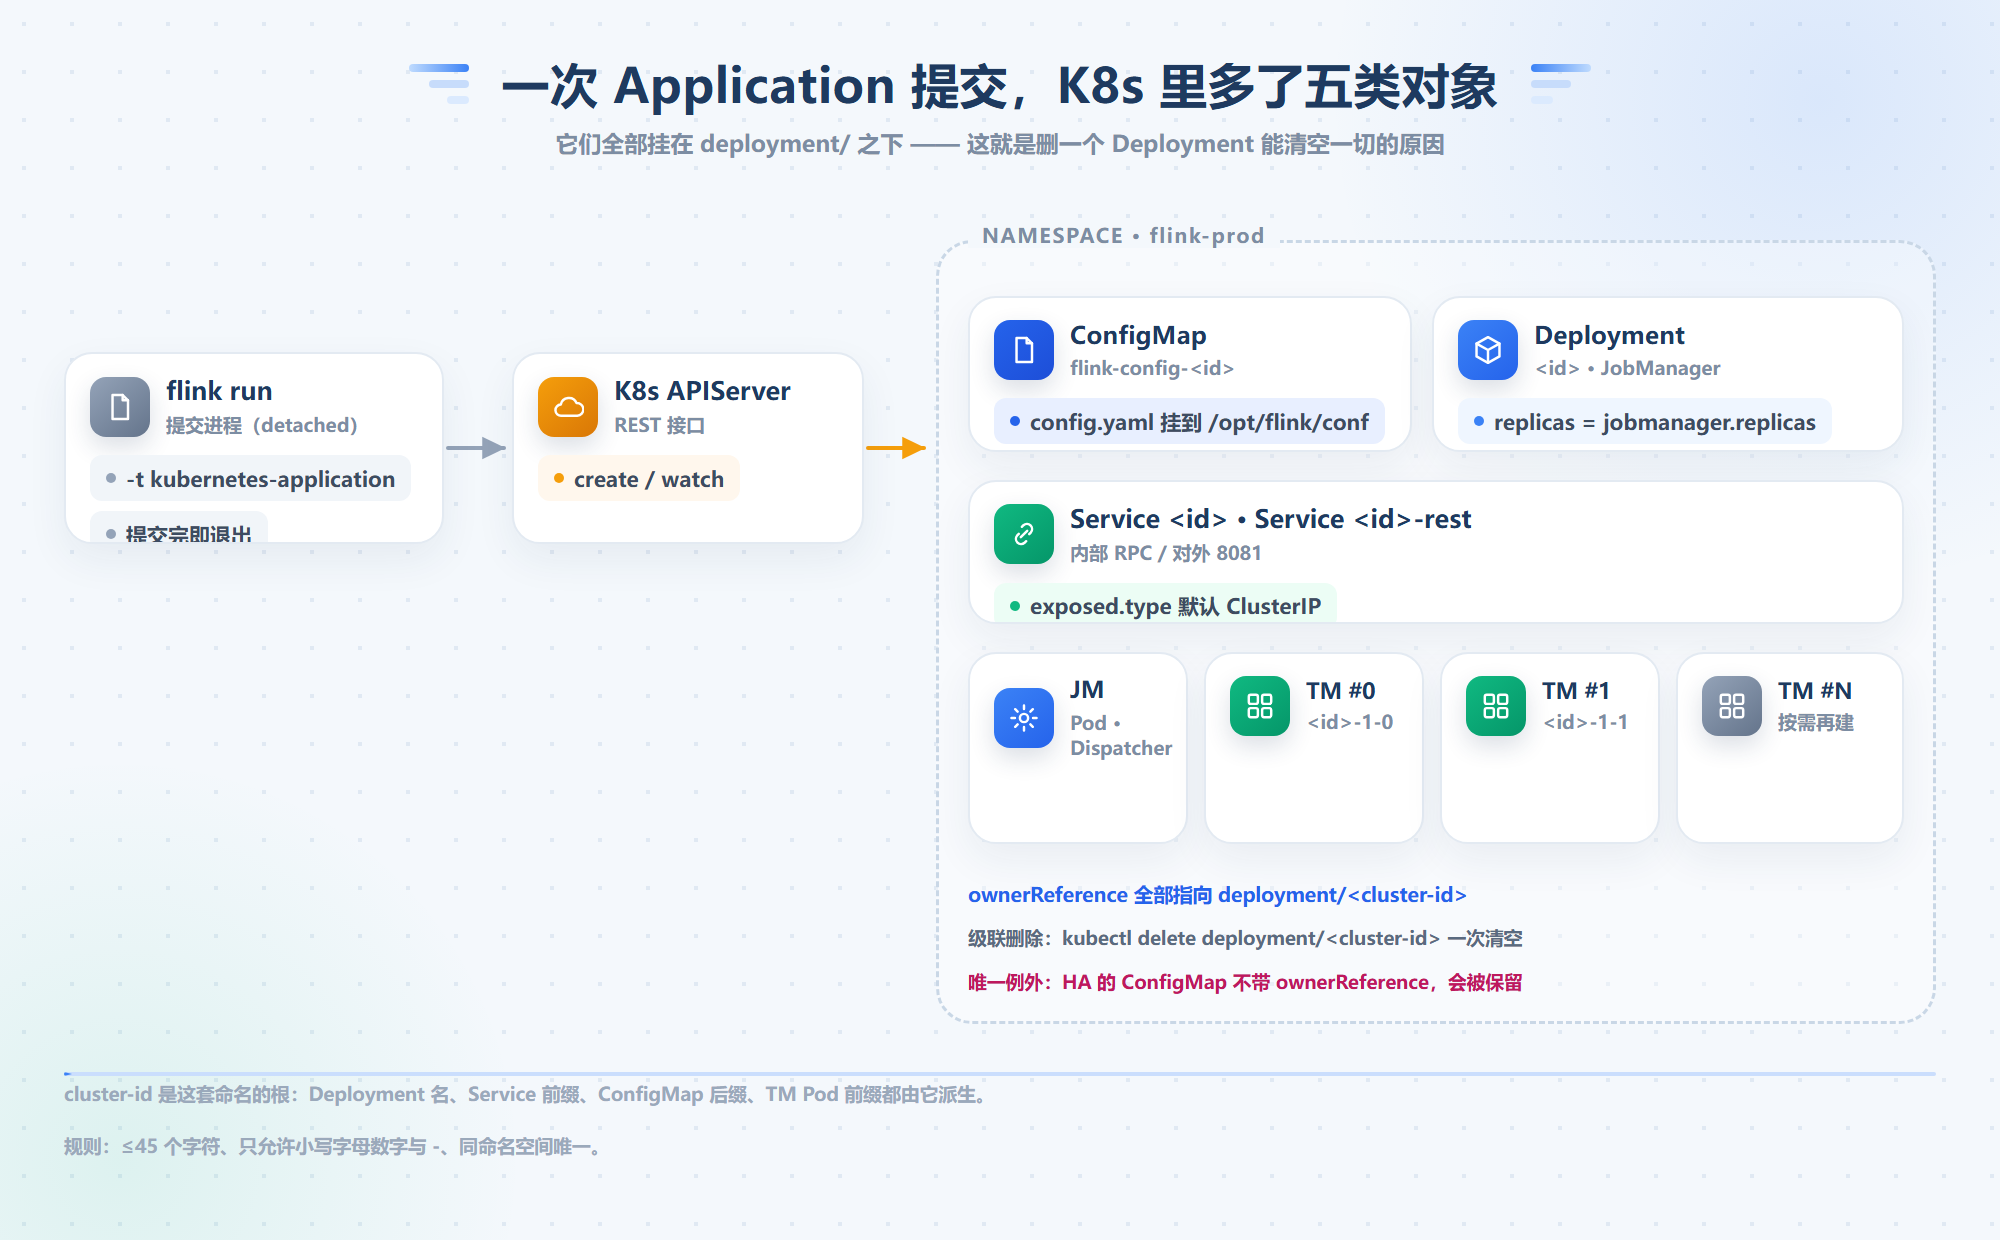 一次 Application 提交，K8s 里多了五类对象
它们全部挂在 deployment/ 之下 —— 这就是删一个 Deployment 能清空一切的原因
NAMESPACE • flink-prod
flink run
提交进程（detached）
-t kubernetes-application
提交完即退出
K8s APIServer
REST 接口
create / watch
ConfigMap
flink-config-<id>
config.yaml 挂到 /opt/flink/conf
Deployment
<id> • JobManager
replicas = jobmanager.replicas
Service <id> • Service <id>-rest
内部 RPC / 对外 8081
exposed.type 默认 ClusterIP
JM
Pod •
Dispatcher
TM #0
<id>-1-0
TM #1
<id>-1-1
TM #N
按需再建
ownerReference 全部指向 deployment/<cluster-id>
级联删除：kubectl delete deployment/<cluster-id> 一次清空
唯一例外：HA 的 ConfigMap 不带 ownerReference，会被保留
cluster-id 是这套命名的根：Deployment 名、Service 前缀、ConfigMap 后缀、TM Pod 前缀都由它派生。
规则：≤45 个字符、只允许小写字母数字与 -、同命名空间唯一。